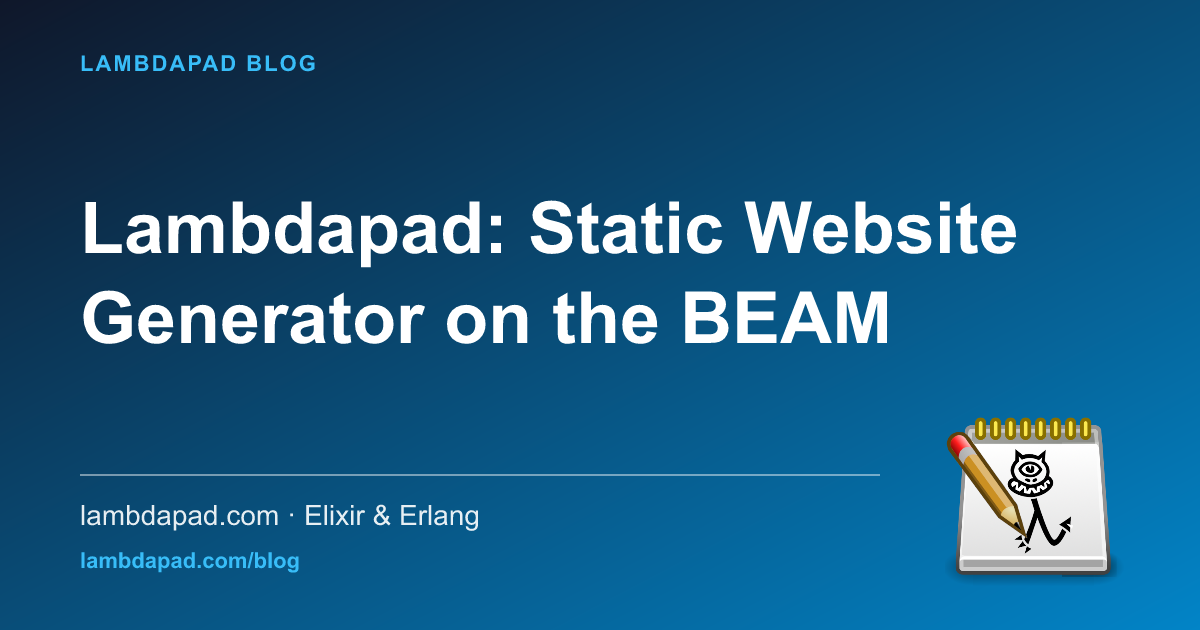 LAMBDAPAD BLOG
Lambdapad: Static Website
Generator on the BEAM
lambdapad.com · Elixir & Erlang
lambdapad.com/blog